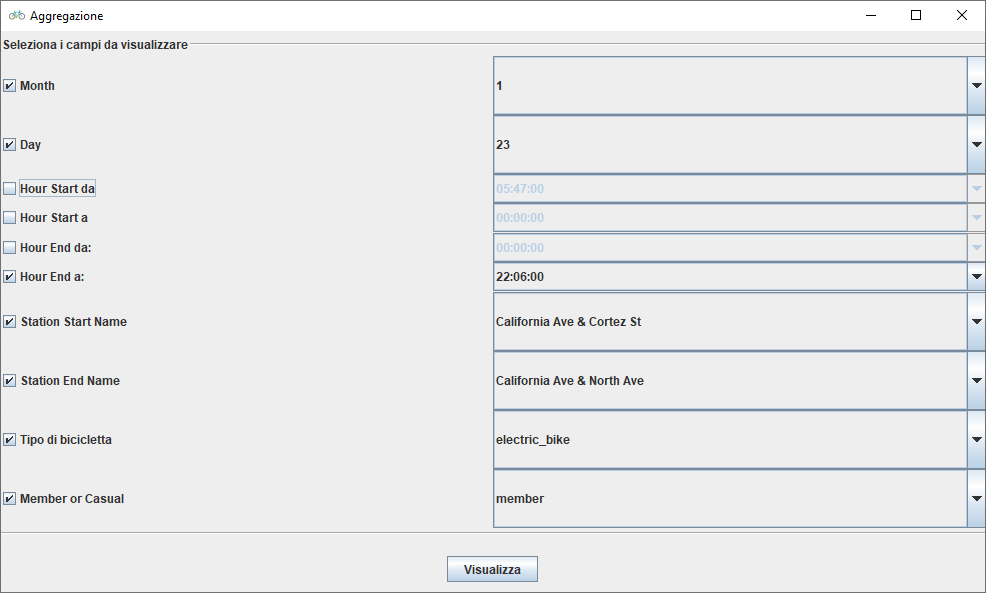 Aggregazione
Seleziona i campi da visualizzare
Month 1
Day 23
Hour Start da 05:47:00
Hour Start a 00:00:00
Hour End da: 00:00:00
Hour End a: 22:06:00
Station Start Name California Ave & Cortez St
Station End Name California Ave & North Ave
Tipo di bicicletta electric_bike
Member or Casual member
Visualizza